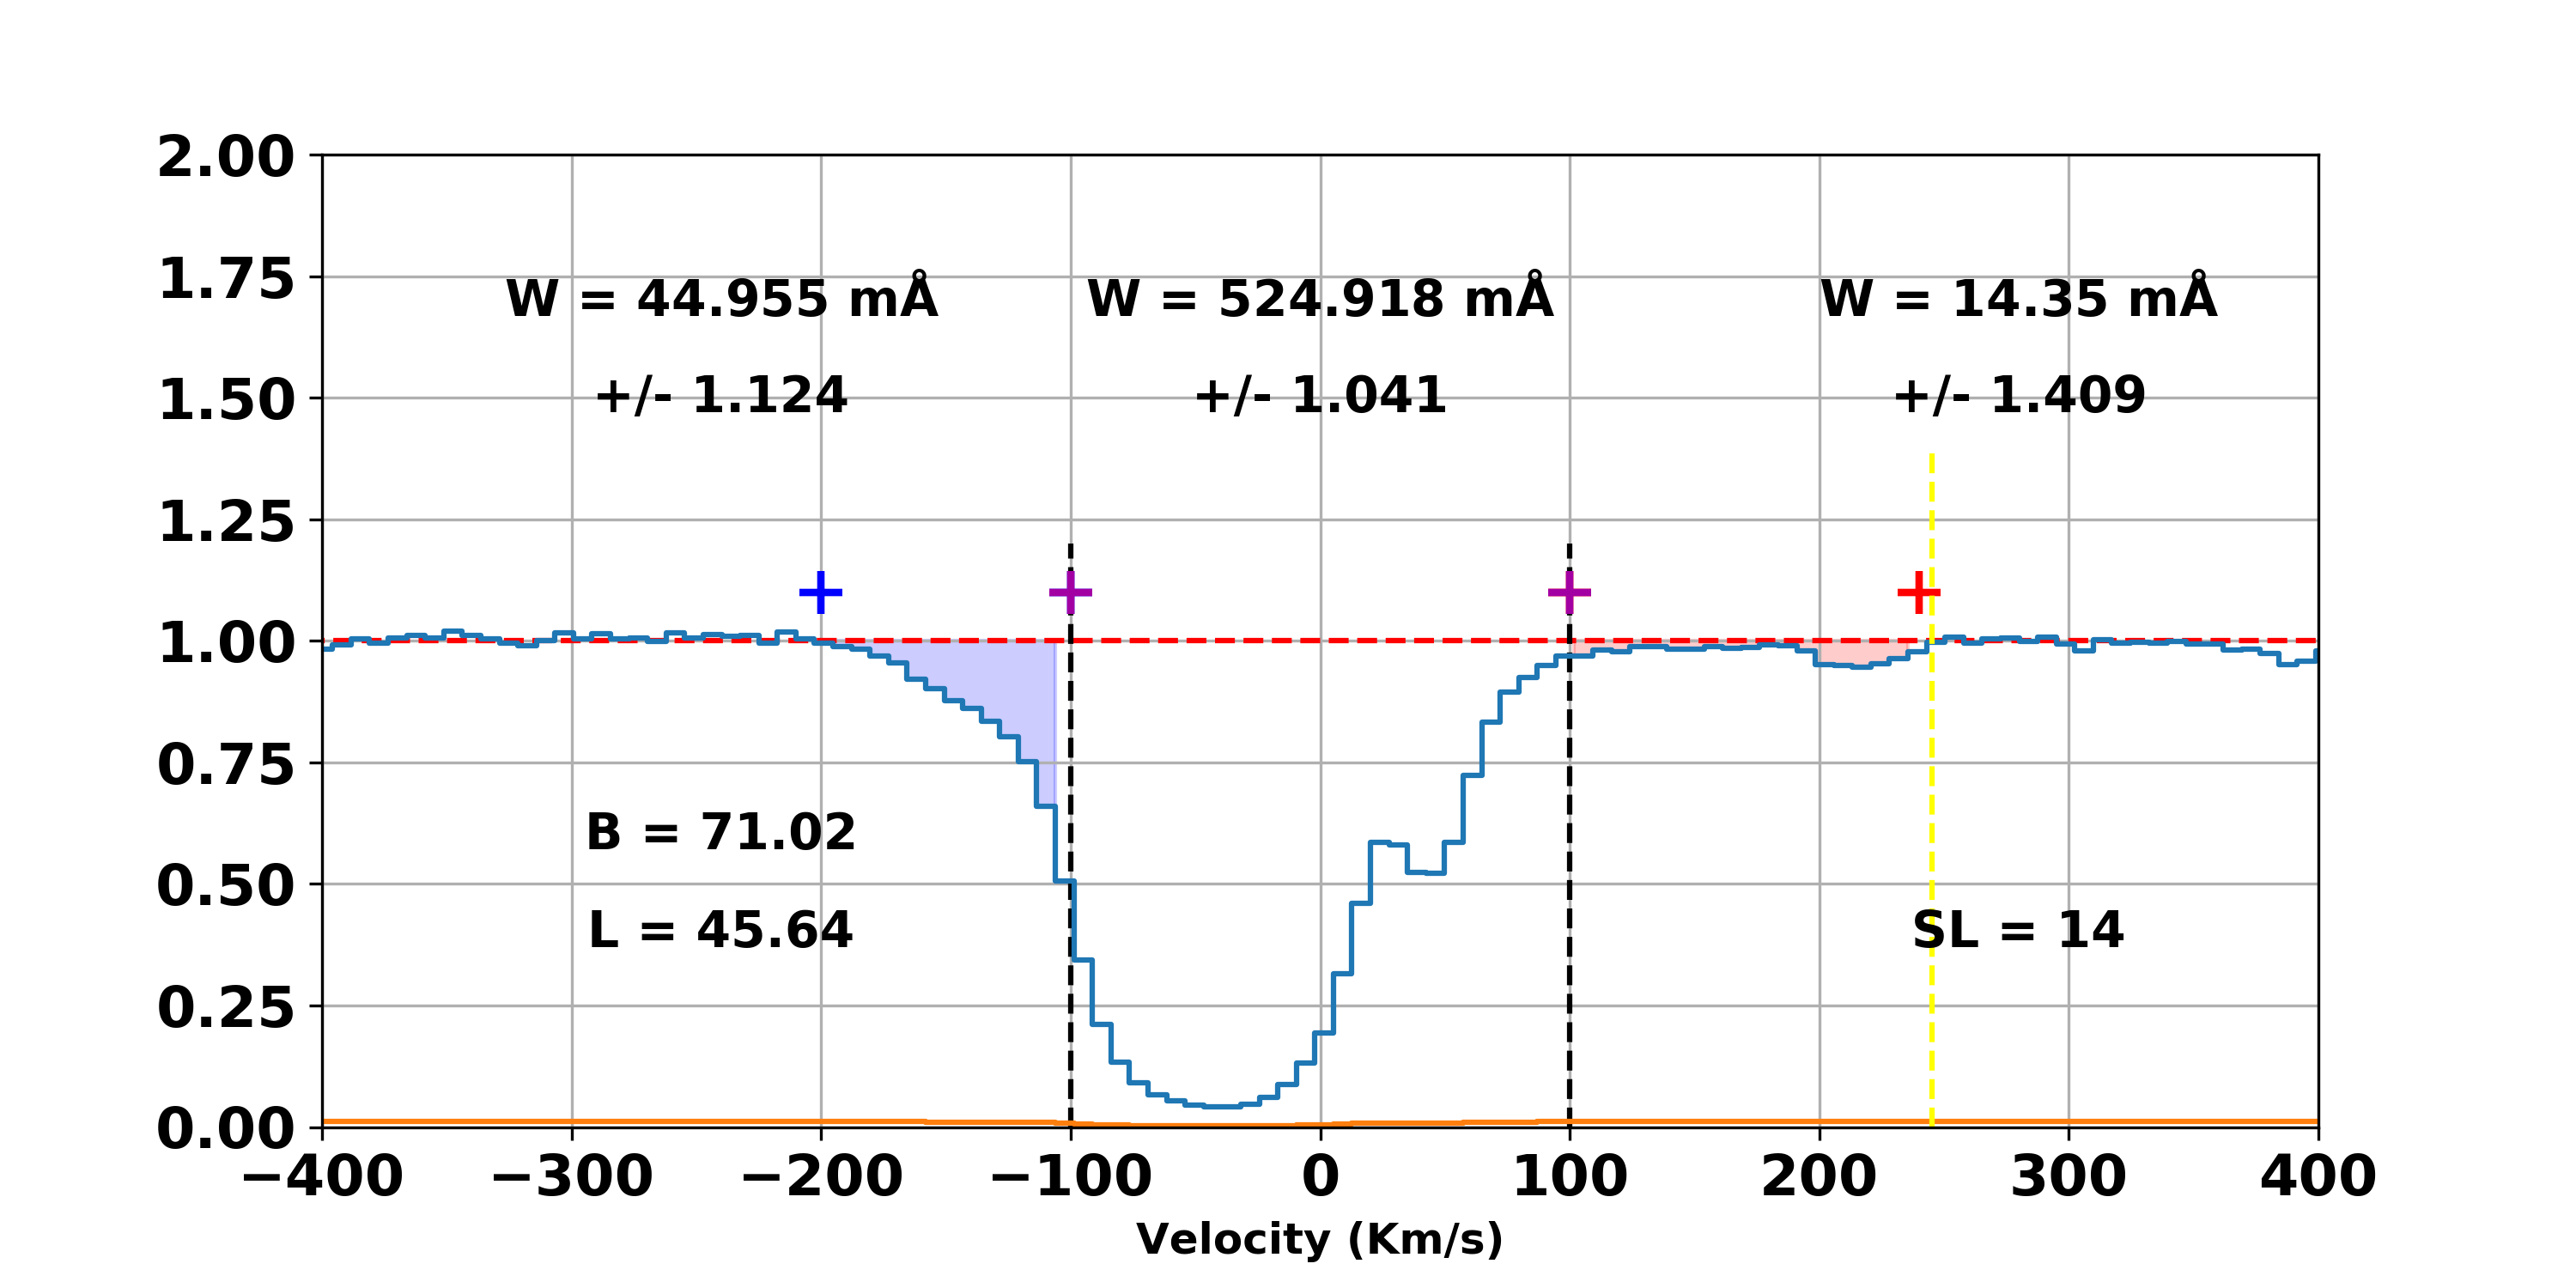 2.00
1.75
W = 44.955 mÅ W = 524.918 mÅ W = 14.35 mÅ
1.50
+/- 1.124 +/- 1.041 +/- 1.409
1.25
1.00
0.75
B = 71.02
0.50
L = 45.64 SL = 14
0.25
0.00
−400 −300 −200 −100 0 100 200 300 400
Velocity (Km/s)